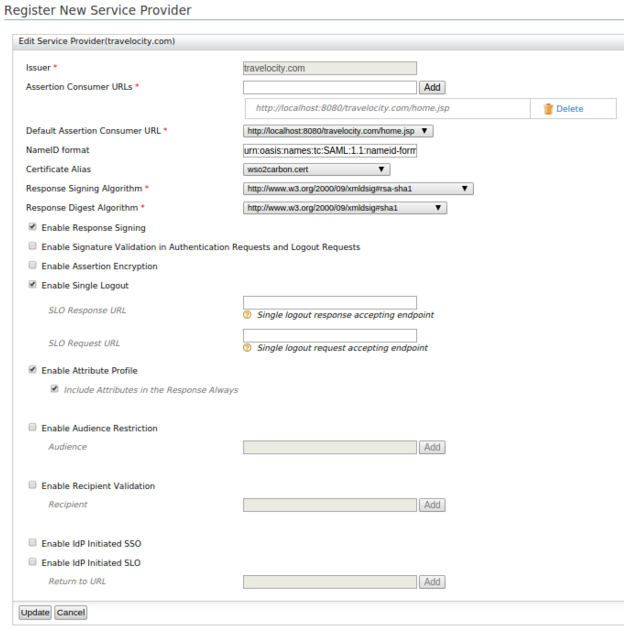 Register New Service Provider
Edit Service Provider(travelocity.com)
Issuer * travelocity.com
Assertion Consumer URLs * Add
http://localhost:8080/travelocity.com/home.jsp Delete
Default Assertion Consumer URL * http://localhost:8080/travelocity.com/home.jsp
NameID format urn:oasis:names:tc:SAML:1.1:nameid-form
Certificate Alias wso2carbon.cert
Response Signing Algorithm * http://www.w3.org/2000/09/xmldsig#rsa-sha1
Response Digest Algorithm * http://www.w3.org/2000/09/xmldsig#sha1
Enable Response Signing
Enable Signature Validation in Authentication Requests and Logout Requests
Enable Assertion Encryption
Enable Single Logout
SLO Response URL
Single logout response accepting endpoint
SLO Request URL
Single logout request accepting endpoint
Enable Attribute Profile
Include Attributes in the Response Always
Enable Audience Restriction
Audience Add
Enable Recipient Validation
Recipient Add
Enable IdP Initiated SSO
Enable IdP Initiated SLO
Return to URL Add
Update Cancel